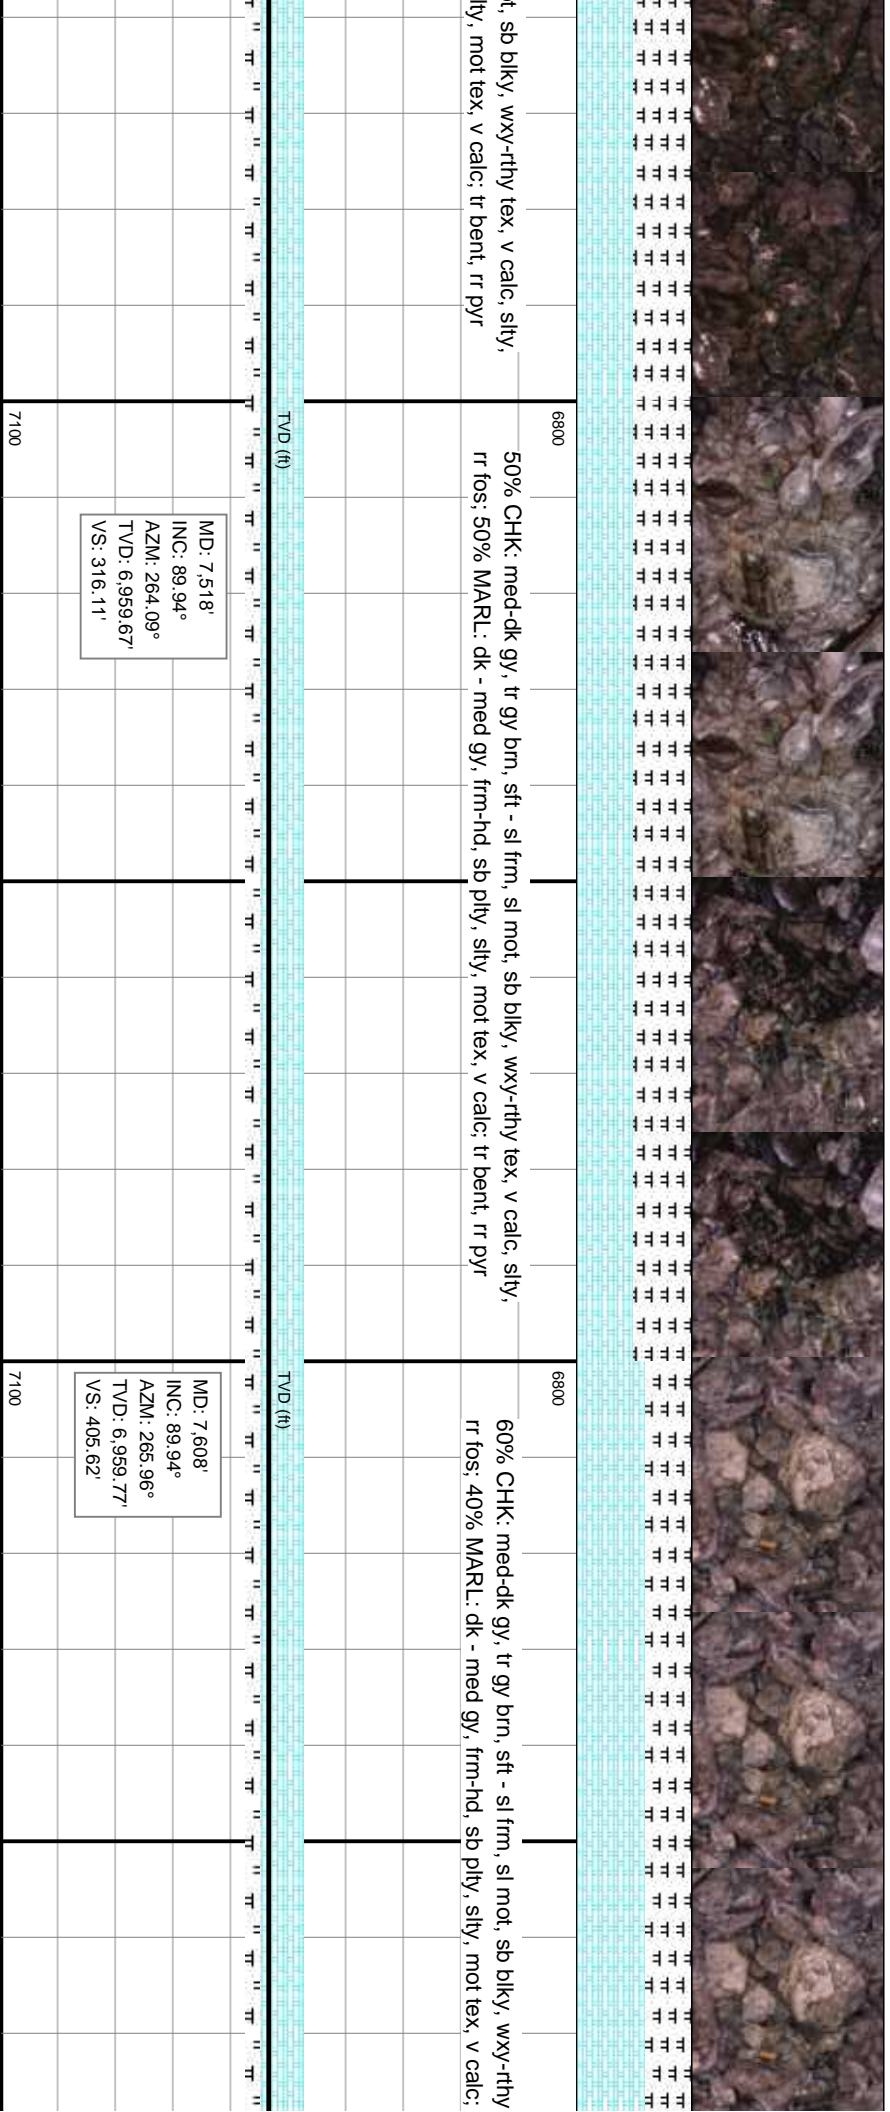 t, sb blky, wxy-rthy tex, v calc, slty,
lty, mot tex, v calc; tr bent, rr pyr
6800
TVD (ft)
7100
50% CHK: med-dk gy, tr gy brn, sft - sl frm, sl mot, sb blky, wxy-rthy tex, v calc, slty,
rr fos; 50% MARL: dk - med gy, frm-hd, sb plty, slty, mot tex, v calc; tr bent, rr pyr
MD: 7,518'
INC: 89.94°
AZM: 264.09°
TVD: 6,959.67'
VS: 316.11'
6800
TVD (ft)
7100
60% CHK: med-dk gy, tr gy brn, sft - sl frm, sl mot, sb blky, wxy-rthy
rr fos; 40% MARL: dk - med gy, frm-hd, sb plty, slty, mot tex, v calc;
MD: 7,608'
INC: 89.94°
AZM: 265.96°
TVD: 6,959.77'
VS: 405.62'